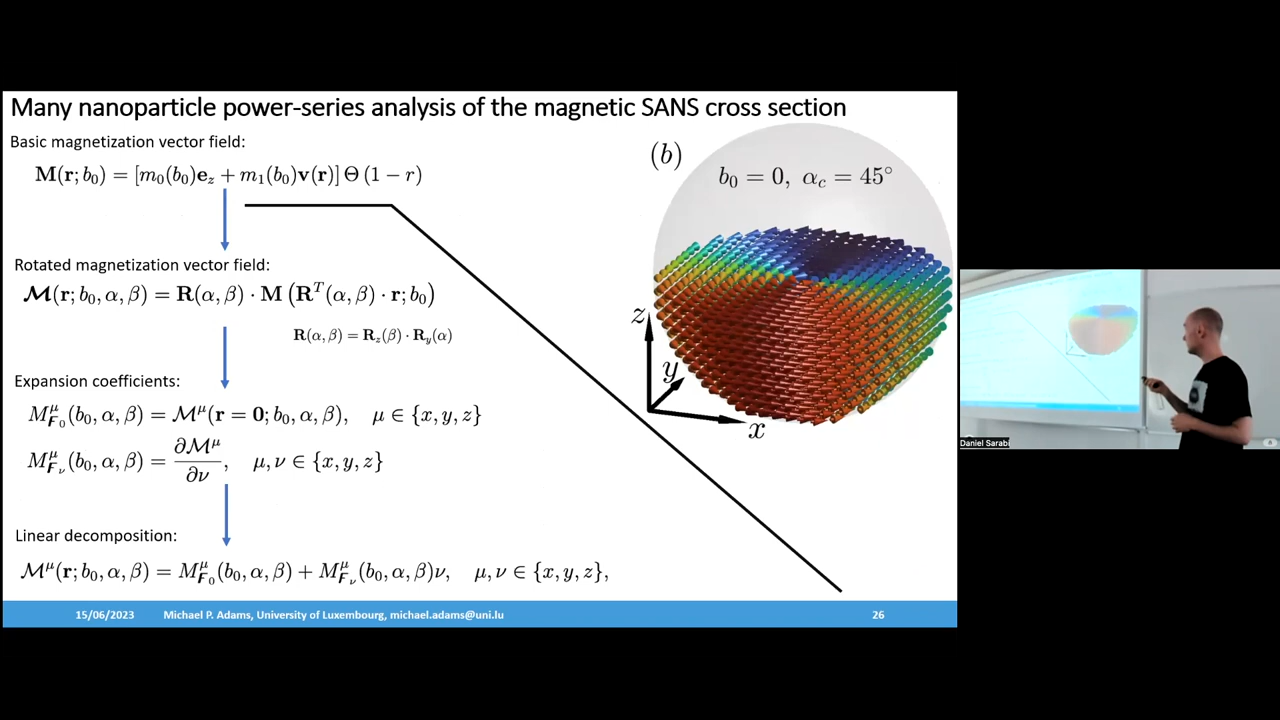 Many nanoparticle power-series analysis of the magnetic SANS cross section
Basic magnetization vector field:
M(r; b₀) = [m₀(b₀)e_z + m₁(b₀)v(r)] Θ (1 − r)
Rotated magnetization vector field:
𝓜(r; b₀, α, β) = R(α, β) · M (Rᵀ(α, β) · r; b₀)
R(α, β) = R_z(β) · R_y(α)
Expansion coefficients:
M^μ_{F₀}(b₀, α, β) = 𝓜^μ(r = 0; b₀, α, β), μ ∈ {x, y, z}
M^μ_{F_ν}(b₀, α, β) = ∂𝓜^μ/∂ν, μ, ν ∈ {x, y, z}
Linear decomposition:
𝓜^μ(r; b₀, α, β) = M^μ_{F₀}(b₀, α, β) + M^μ_{F_ν}(b₀, α, β)ν, μ, ν ∈ {x, y, z},
(b)
b₀ = 0, α_c = 45°
z
y
x
15/06/2023 Michael P. Adams, University of Luxembourg, michael.adams@uni.lu 26
Daniel Sarabi